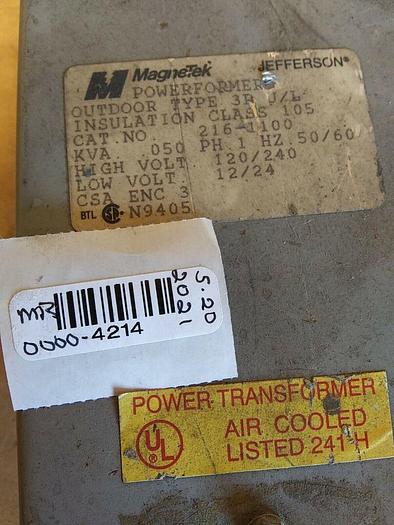 MagneTek JEFFERSON®
POWERFORMER
OUTDOOR TYPE 3R U/L
INSULATION CLASS 105
CAT.NO. 216-1100
KVA .050 PH 1 HZ 50/60
HIGH VOLT 120/240
LOW VOLT 12/24
CSA ENC 3
BTL N9405
0000-4214
5.20
2021
POWER TRANSFORMER
UL AIR COOLED
LISTED 241 H